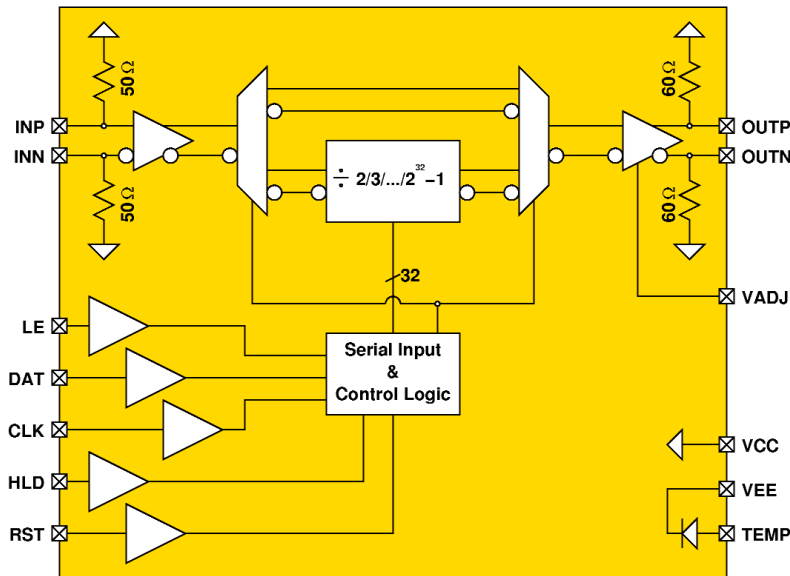 50Ω
60Ω
INP
OUTP
INN
OUTN
÷ 2/3/.../2³²−1
50Ω
60Ω
32
VADJ
LE
Serial Input
&
Control Logic
DAT
CLK
VCC
HLD
VEE
RST
TEMP